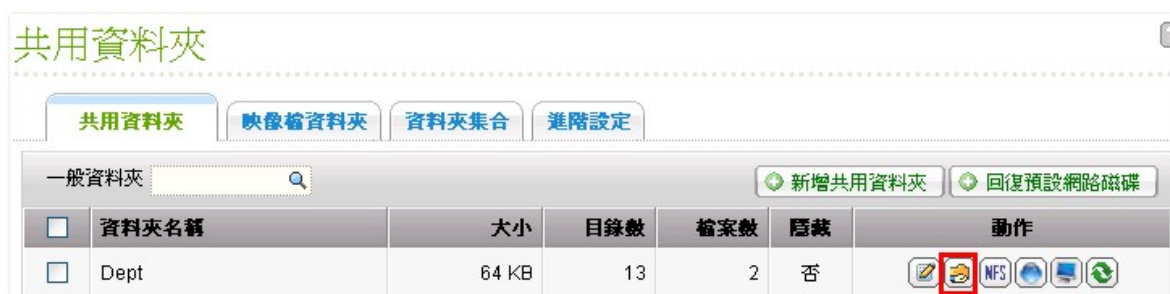 共用資料夾
共用資料夾 映像檔資料夾 資料夾集合 進階設定
一般資料夾 新增共用資料夾 回復預設網路磁碟
資料夾名稱 大小 目錄數 檔案數 隱藏 動作
Dept 64 KB 13 2 否 NFS